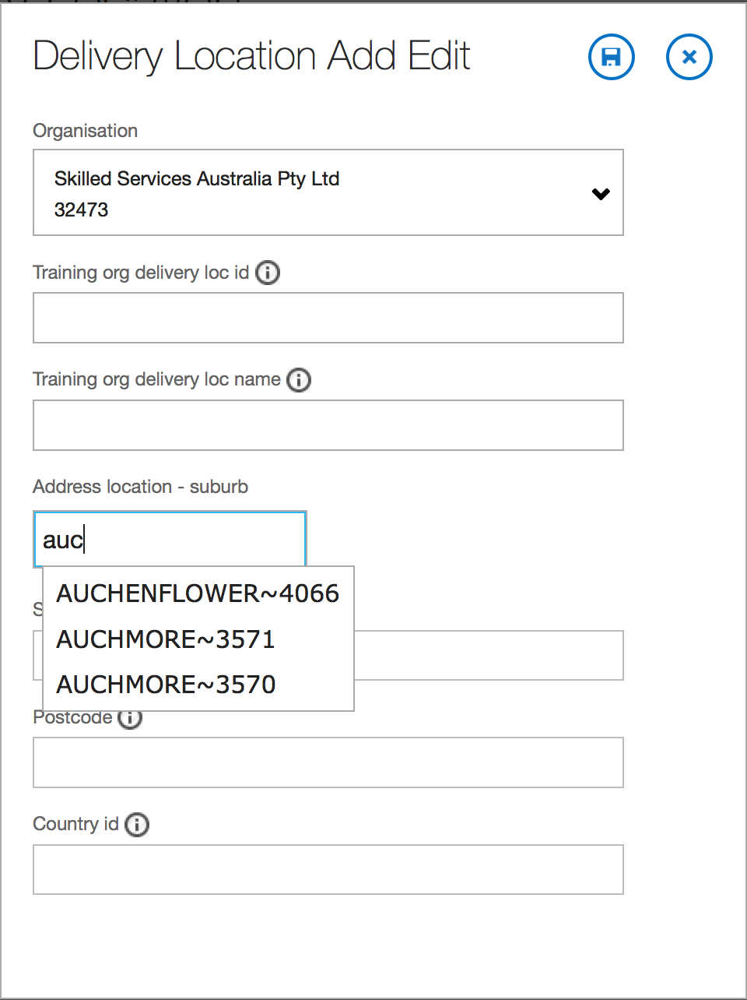 Delivery Location Add Edit
Organisation
Skilled Services Australia Pty Ltd
32473
Training org delivery loc id
Training org delivery loc name
Address location - suburb
auc
AUCHENFLOWER~4066
AUCHMORE~3571
AUCHMORE~3570
Postcode
Country id